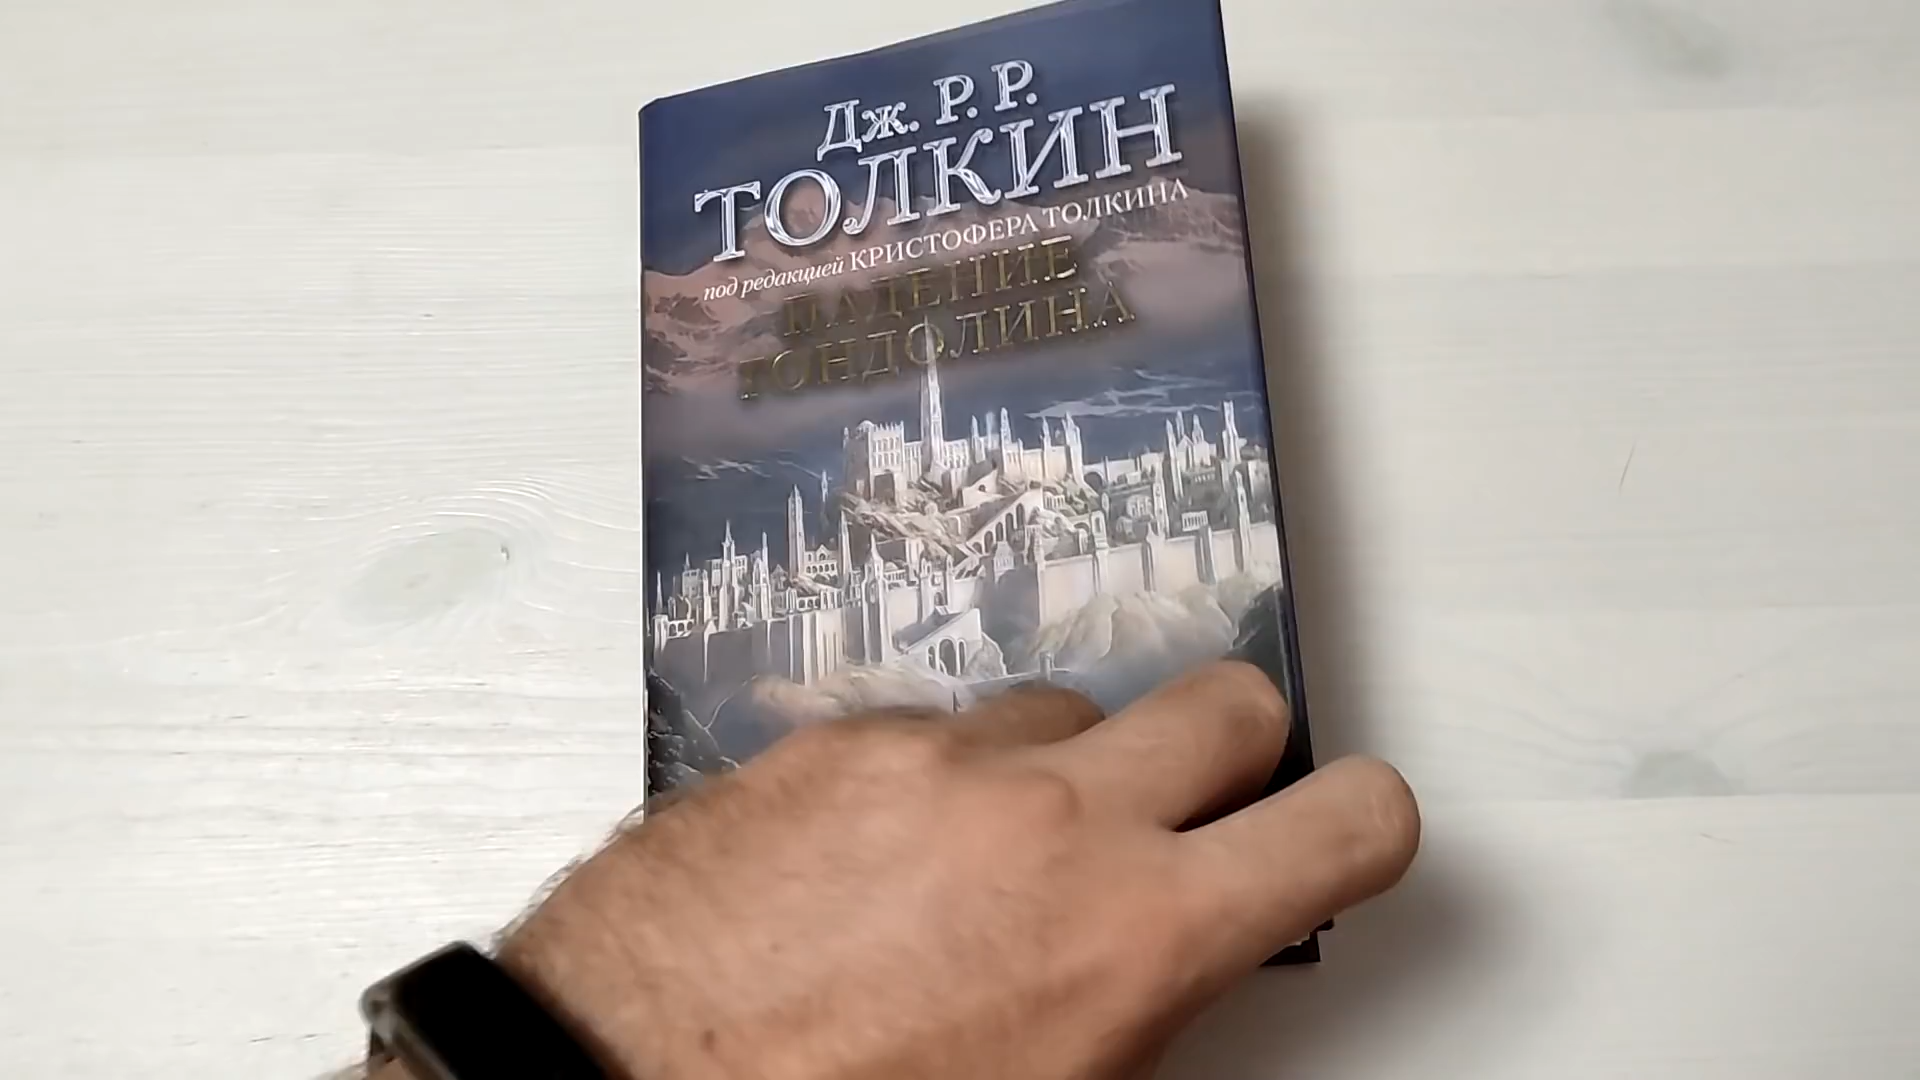 Дж. Р. Р.
ТОЛКИН
под редакцией КРИСТОФЕРА ТОЛКИНА
ПАДЕНИЕ
ГОНДОЛИНА